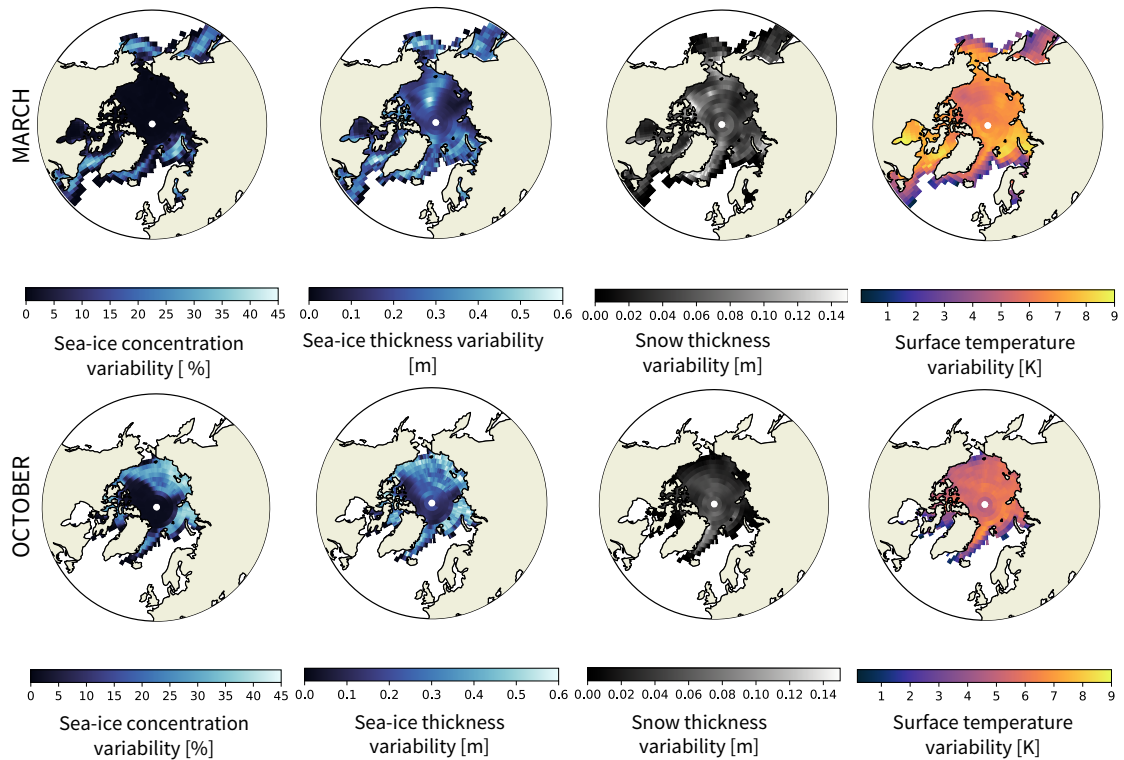 MARCH
0 5 10 15 20 25 30 35 40 45
Sea-ice concentration
variability [ %]
0.0 0.1 0.2 0.3 0.4 0.5 0.6
Sea-ice thickness variability
[m]
0.00 0.02 0.04 0.06 0.08 0.10 0.12 0.14
Snow thickness
variability [m]
1 2 3 4 5 6 7 8 9
Surface temperature
variability [K]
OCTOBER
0 5 10 15 20 25 30 35 40 45
Sea-ice concentration
variability [%]
0.0 0.1 0.2 0.3 0.4 0.5 0.6
Sea-ice thickness
variability [m]
0.00 0.02 0.04 0.06 0.08 0.10 0.12 0.14
Snow thickness
variability [m]
1 2 3 4 5 6 7 8 9
Surface temperature
variability [K]